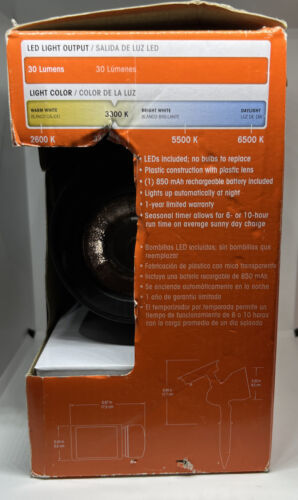 LED LIGHT OUTPUT / SALIDA DE LUZ LED
30 Lumens 30 Lúmenes
LIGHT COLOR / COLOR DE LA LUZ
WARM WHITE BRIGHT WHITE DAYLIGHT
BLANCO CÁLIDO BLANCO BRILLANTE LUZ DE DÍA
2600 K 3300 K 5500 K 6500 K
• LEDs included; no bulbs to replace
• Plastic construction with plastic lens
• (1) 850 mAh rechargeable battery included
• Lights up automatically at night
• 1-year limited warranty
• Seasonal timer allows for 6- or 10-hour
run time on average sunny day charge
• Bombillas LED incluidas; sin bombillas que
reemplazar
• Fabricación de plástico con mica transparente
• Incluye una batería recargable de 850 mAh
• Se enciende automáticamente en la noche
• 1 año de garantía limitada
• El temporizador por temporada permite un
tiempo de funcionamiento de 6 a 10 horas
con la carga promedio de un día soleado